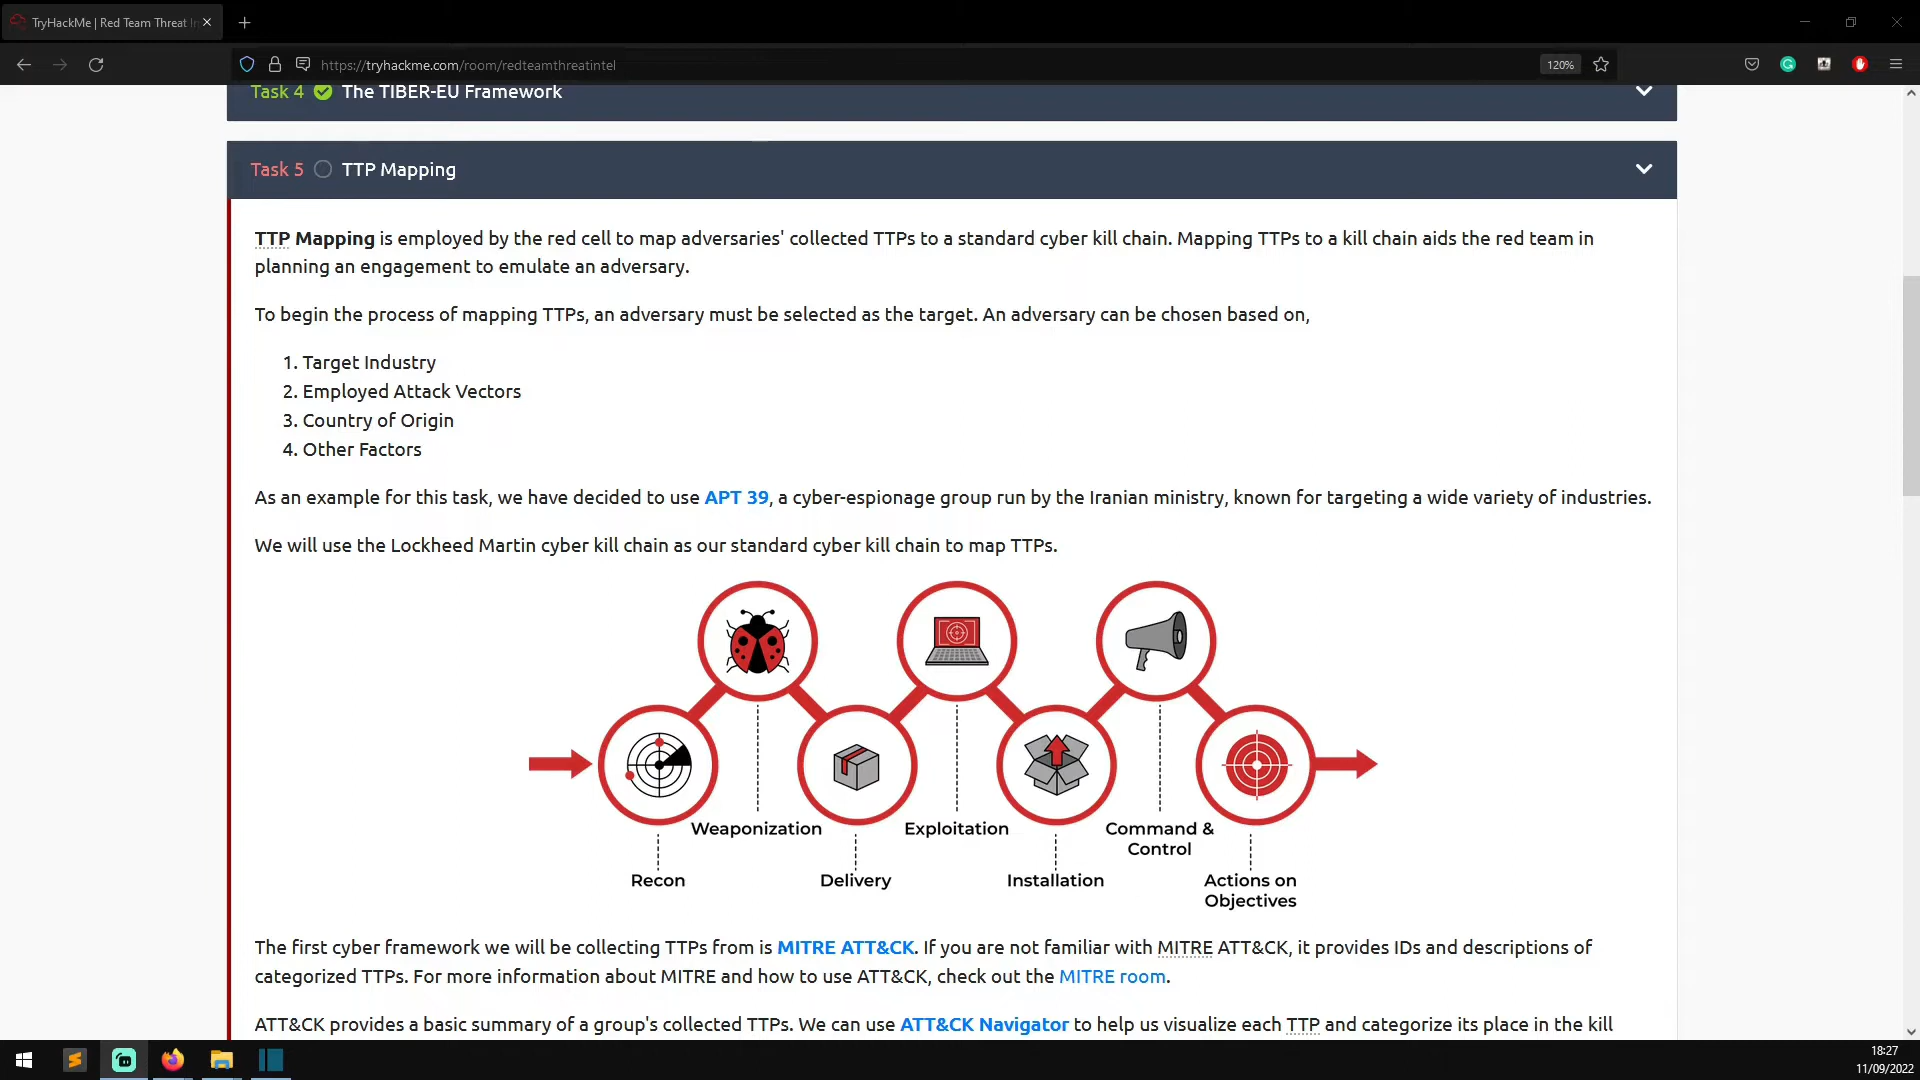 TryHackMe | Red Team Threat In
https://tryhackme.com/room/redteamthreatintel
120%
Task 4 The TIBER-EU Framework
Task 5 TTP Mapping
TTP Mapping is employed by the red cell to map adversaries' collected TTPs to a standard cyber kill chain. Mapping TTPs to a kill chain aids the red team in
planning an engagement to emulate an adversary.
To begin the process of mapping TTPs, an adversary must be selected as the target. An adversary can be chosen based on,
1. Target Industry
2. Employed Attack Vectors
3. Country of Origin
4. Other Factors
As an example for this task, we have decided to use APT 39, a cyber-espionage group run by the Iranian ministry, known for targeting a wide variety of industries.
We will use the Lockheed Martin cyber kill chain as our standard cyber kill chain to map TTPs.
Weaponization
Exploitation
Command &
Control
Recon
Delivery
Installation
Actions on
Objectives
The first cyber framework we will be collecting TTPs from is MITRE ATT&CK. If you are not familiar with MITRE ATT&CK, it provides IDs and descriptions of
categorized TTPs. For more information about MITRE and how to use ATT&CK, check out the MITRE room.
ATT&CK provides a basic summary of a group's collected TTPs. We can use ATT&CK Navigator to help us visualize each TTP and categorize its place in the kill
18:27
11/09/2022